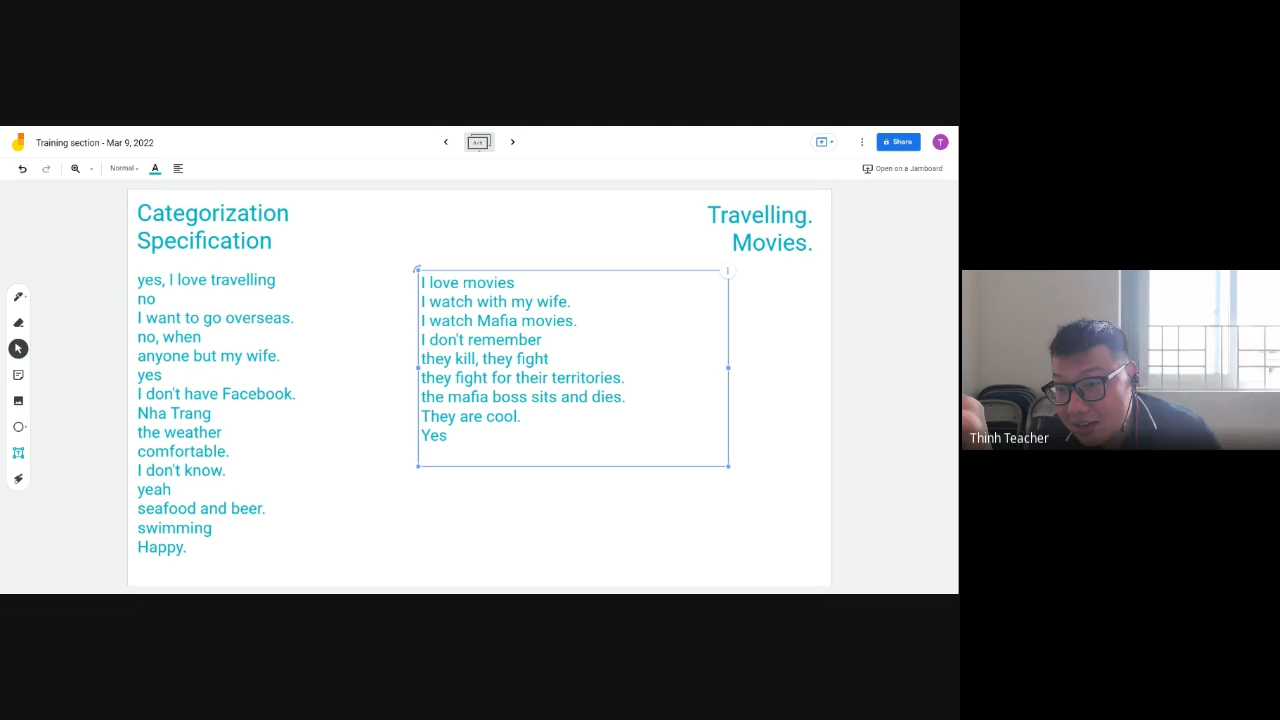 Training section - Mar 9, 2022
Share
T
Normal
A
Open on a Jamboard
Categorization
Specification
Travelling.
Movies.
yes, I love travelling
no
I want to go overseas.
no, when
anyone but my wife.
yes
I don't have Facebook.
Nha Trang
the weather
comfortable.
I don't know.
yeah
seafood and beer.
swimming
Happy.
I love movies
I watch with my wife.
I watch Mafia movies.
I don't remember
they kill, they fight
they fight for their territories.
the mafia boss sits and dies.
They are cool.
Yes
Thinh Teacher